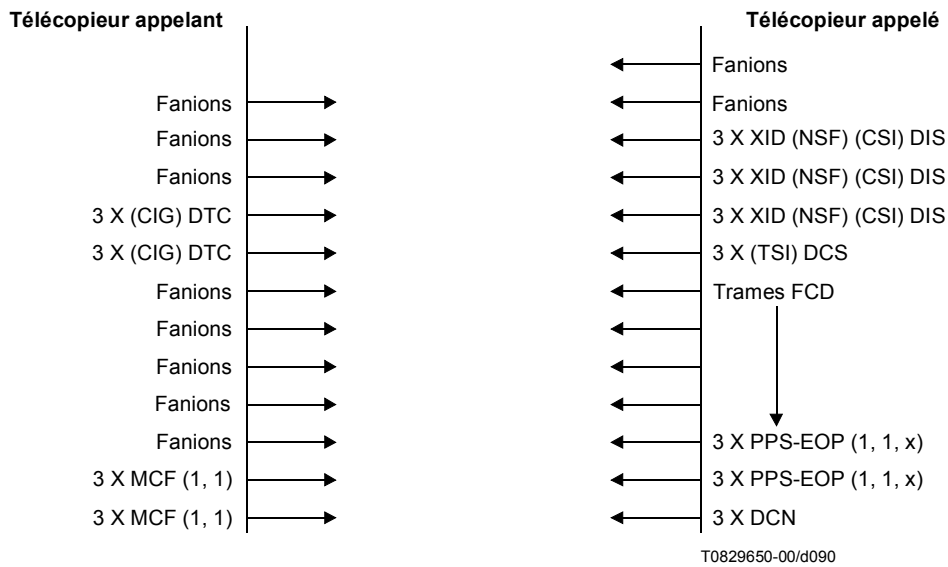 Télécopieur appelant Télécopieur appelé
Fanions
Fanions Fanions
Fanions 3 X XID (NSF) (CSI) DIS
Fanions 3 X XID (NSF) (CSI) DIS
3 X (CIG) DTC 3 X XID (NSF) (CSI) DIS
3 X (CIG) DTC 3 X (TSI) DCS
Fanions Trames FCD
Fanions
Fanions
Fanions
Fanions 3 X PPS-EOP (1, 1, x)
3 X MCF (1, 1) 3 X PPS-EOP (1, 1, x)
3 X MCF (1, 1) 3 X DCN
T0829650-00/d090